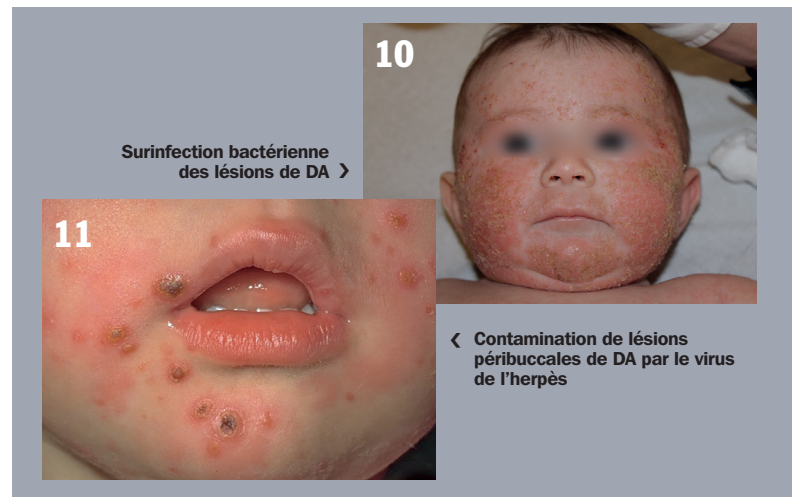 10
Surinfection bactérienne
des lésions de DA ❯
11
❮ Contamination de lésions
péribuccales de DA par le virus
de l’herpès